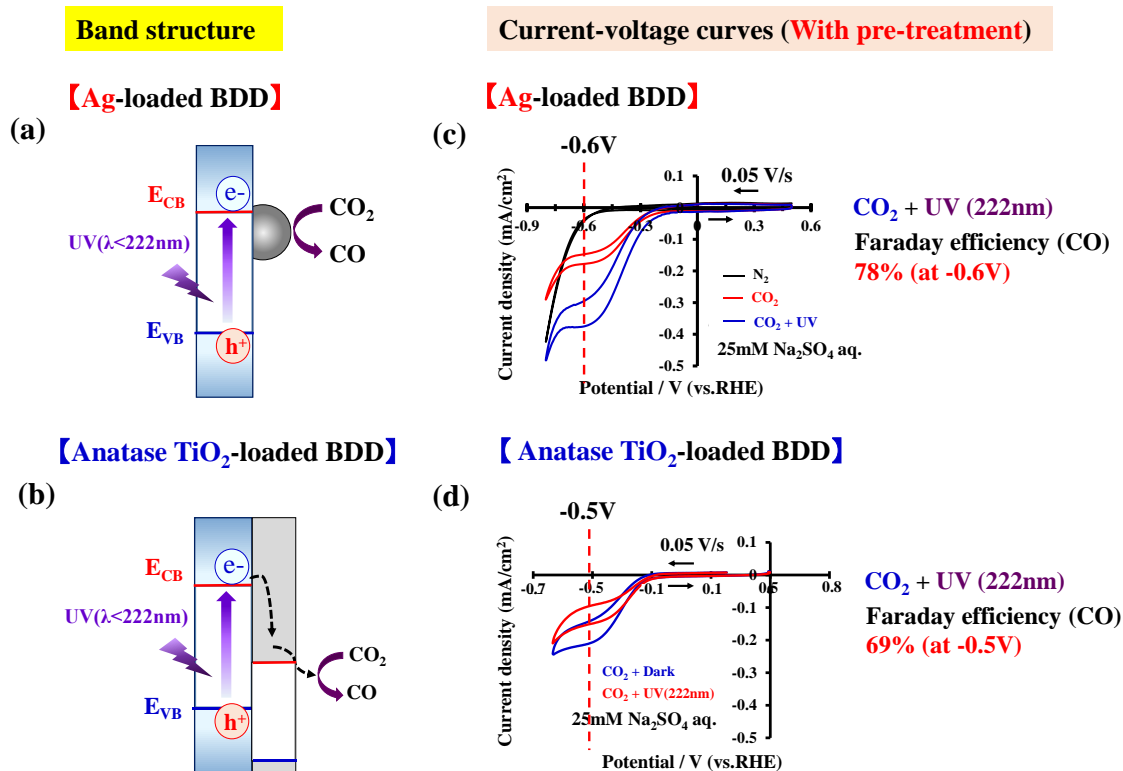 Band structure
Current-voltage curves (With pre-treatment)
【Ag-loaded BDD】
(a)
E_CB
e-
UV(λ<222nm)
CO₂
CO
E_VB
h⁺
【Ag-loaded BDD】
(c)
-0.6V
0.05 V/s
Current density (mA/cm²)
0.1
0
-0.1
-0.2
-0.3
-0.4
-0.5
-0.9
-0.6
-0.3
0
0.3
0.6
N₂
CO₂
CO₂ + UV
25mM Na₂SO₄ aq.
Potential / V (vs.RHE)
CO₂ + UV (222nm)
Faraday efficiency (CO)
78% (at -0.6V)
【Anatase TiO₂-loaded BDD】
(b)
E_CB
e-
UV(λ<222nm)
CO₂
CO
E_VB
h⁺
【 Anatase TiO₂-loaded BDD】
(d)
-0.5V
0.05 V/s
Current density (mA/cm²)
0.1
0
-0.1
-0.2
-0.3
-0.4
-0.5
-0.7
-0.5
-0.1
0.1
0.8
CO₂ + Dark
CO₂ + UV(222nm)
25mM Na₂SO₄ aq.
Potential / V (vs.RHE)
CO₂ + UV (222nm)
Faraday efficiency (CO)
69% (at -0.5V)